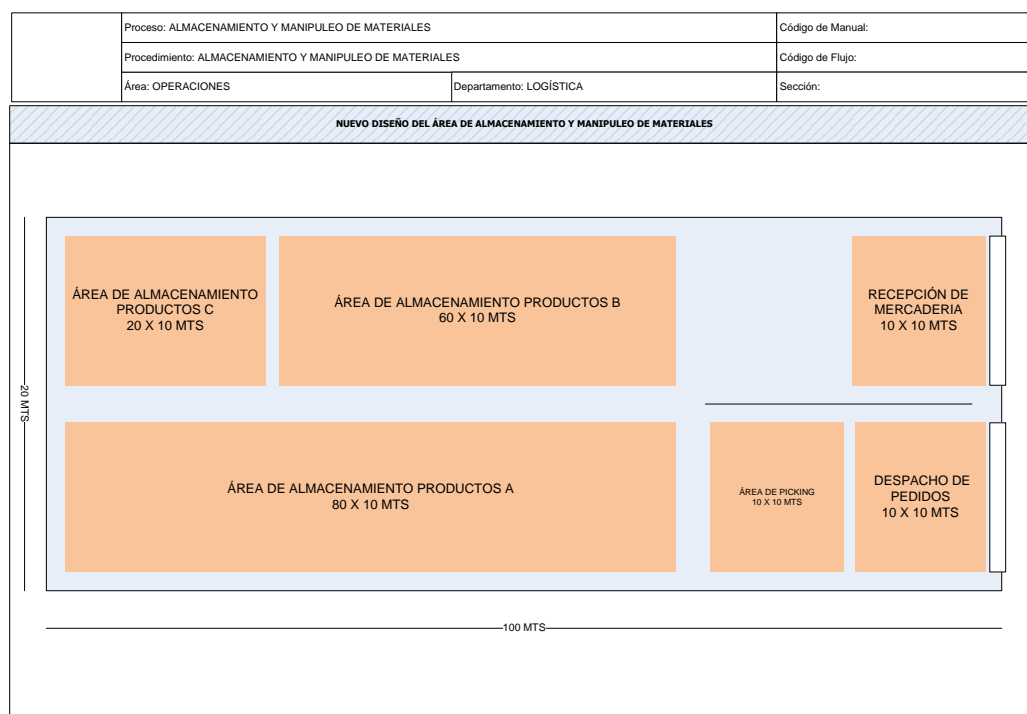 Proceso: ALMACENAMIENTO Y MANIPULEO DE MATERIALES
Código de Manual:
Procedimiento: ALMACENAMIENTO Y MANIPULEO DE MATERIALES
Código de Flujo:
Área: OPERACIONES
Departamento: LOGÍSTICA
Sección:
NUEVO DISEÑO DEL ÁREA DE ALMACENAMIENTO Y MANIPULEO DE MATERIALES
ÁREA DE ALMACENAMIENTO
PRODUCTOS C
20 X 10 MTS
ÁREA DE ALMACENAMIENTO PRODUCTOS B
60 X 10 MTS
RECEPCIÓN DE
MERCADERIA
10 X 10 MTS
20 MTS
ÁREA DE ALMACENAMIENTO PRODUCTOS A
80 X 10 MTS
ÁREA DE PICKING
10 X 10 MTS
DESPACHO DE
PEDIDOS
10 X 10 MTS
100 MTS